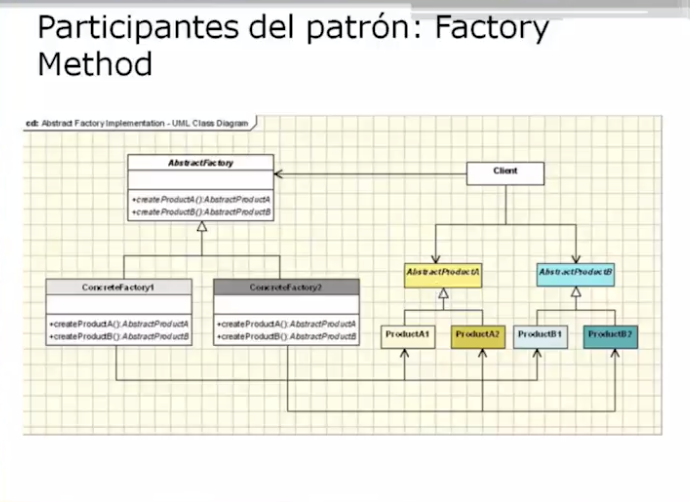 Participantes del patrón: Factory
Method
cd: Abstract Factory Implementation - UML Class Diagram
AbstractFactory
+createProductA():AbstractProductA
+createProductB():AbstractProductB
Client
AbstractProductA
AbstractProductB
ConcreteFactory1
+createProductA():AbstractProductA
+createProductB():AbstractProductB
ConcreteFactory2
+createProductA():AbstractProductA
+createProductB():AbstractProductB
ProductA1
ProductA2
ProductB1
ProductB2